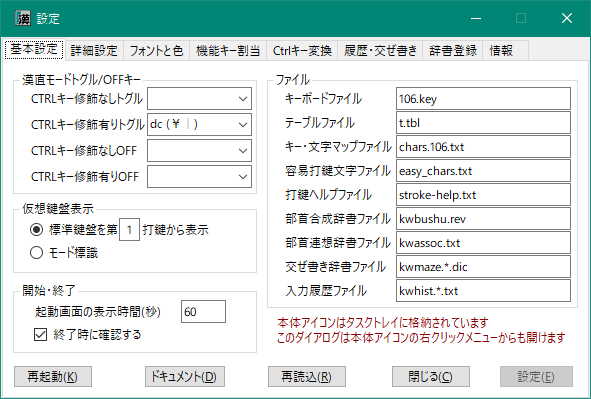 漢 設定
基本設定 詳細設定 フォントと色 機能キー割当 Ctrlキー変換 履歴・交ぜ書き 辞書登録 情報
漢直モードトグル/OFFキー
CTRLキー修飾なしトグル
CTRLキー修飾有りトグル dc (￥｜)
CTRLキー修飾なしOFF
CTRLキー修飾有りOFF
仮想鍵盤表示
標準鍵盤を第 1 打鍵から表示
モード標識
開始・終了
起動画面の表示時間(秒) 60
終了時に確認する
ファイル
キーボードファイル 106.key
テーブルファイル t.tbl
キー・文字マップファイル chars.106.txt
容易打鍵文字ファイル easy_chars.txt
打鍵ヘルプファイル stroke-help.txt
部首合成辞書ファイル kwbushu.rev
部首連想辞書ファイル kwassoc.txt
交ぜ書き辞書ファイル kwmaze.*.dic
入力履歴ファイル kwhist.*.txt
本体アイコンはタスクトレイに格納されています
このダイアログは本体アイコンの右クリックメニューからも開けます
再起動(K) ドキュメント(D) 再読込(R) 閉じる(C) 設定(E)